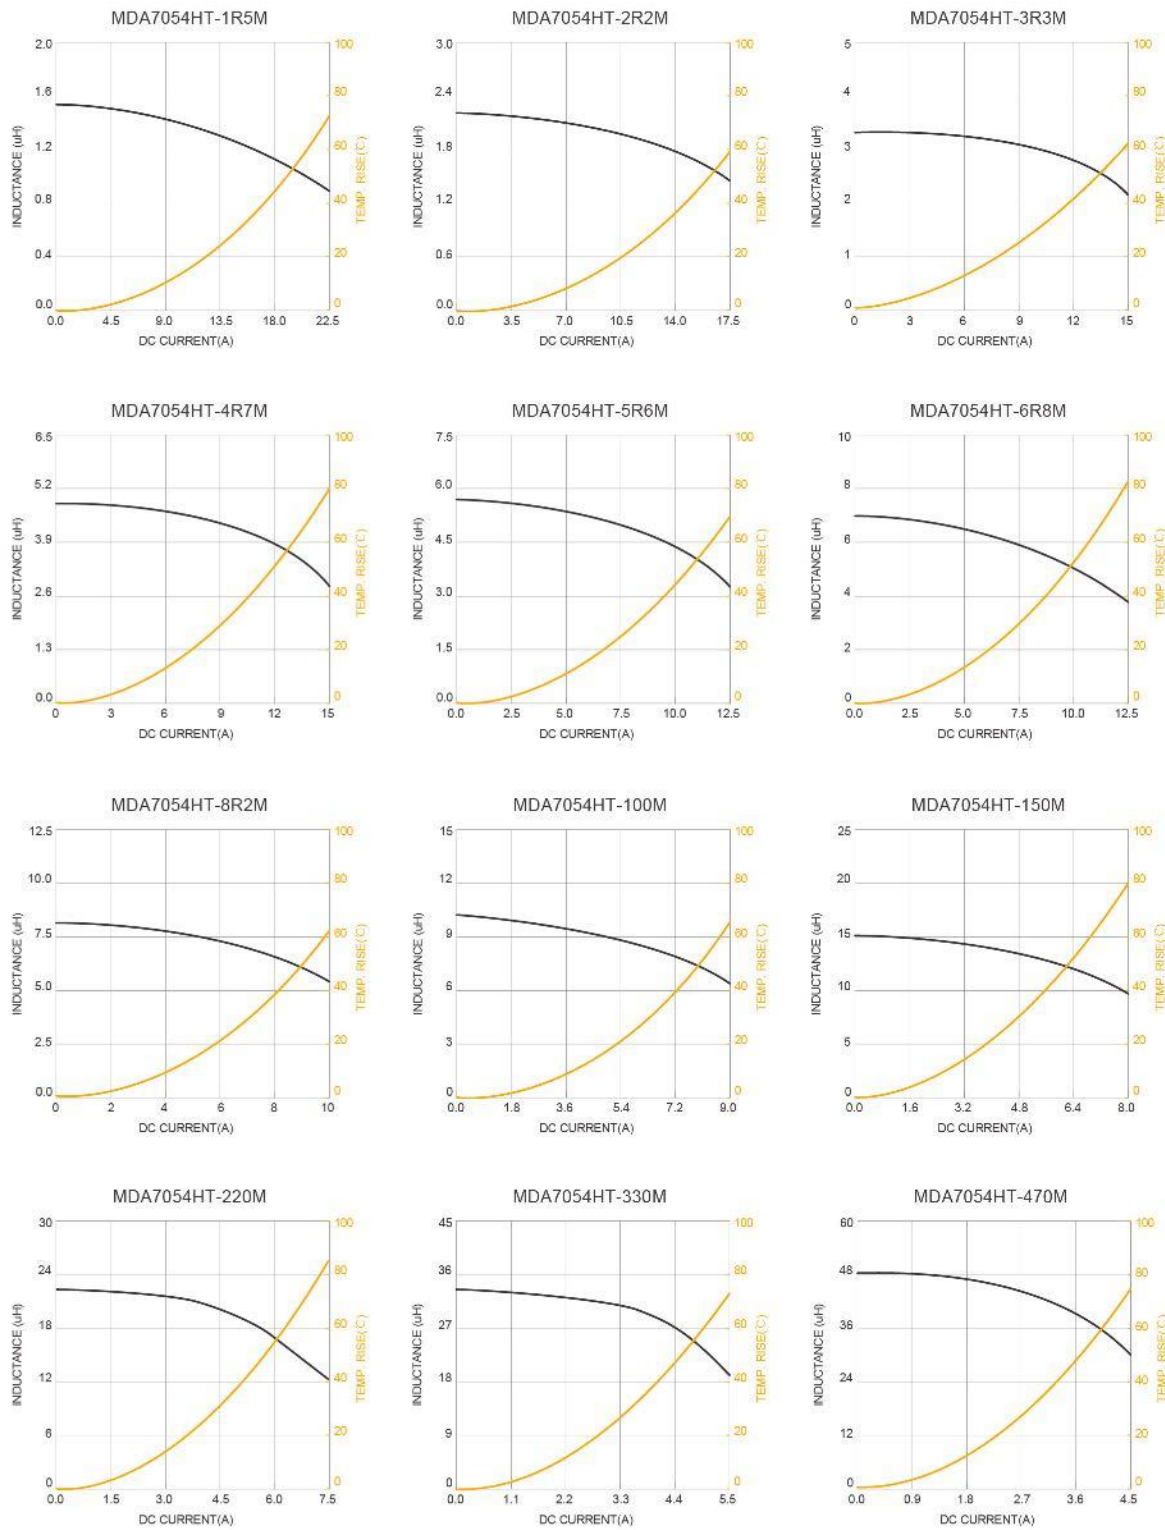 MDA7054HT-1R5M
2.0
1.6
1.2
0.8
0.4
0.0
INDUCTANCE (uH)
100
80
60
40
20
0
TEMP. RISE(℃)
0.0 4.5 9.0 13.5 18.0 22.5
DC CURRENT(A)
MDA7054HT-2R2M
3.0
2.4
1.8
1.2
0.6
0.0
INDUCTANCE (uH)
100
80
60
40
20
0
TEMP. RISE(℃)
0.0 3.5 7.0 10.5 14.0 17.5
DC CURRENT(A)
MDA7054HT-3R3M
5
4
3
2
1
0
INDUCTANCE (uH)
100
80
60
40
20
0
TEMP. RISE(℃)
0 3 6 9 12 15
DC CURRENT(A)
MDA7054HT-4R7M
6.5
5.2
3.9
2.6
1.3
0.0
INDUCTANCE (uH)
100
80
60
40
20
0
TEMP. RISE(℃)
0 3 6 9 12 15
DC CURRENT(A)
MDA7054HT-5R6M
7.5
6.0
4.5
3.0
1.5
0.0
INDUCTANCE (uH)
100
80
60
40
20
0
TEMP. RISE(℃)
0.0 2.5 5.0 7.5 10.0 12.5
DC CURRENT(A)
MDA7054HT-6R8M
10
8
6
4
2
0
INDUCTANCE (uH)
100
80
60
40
20
0
TEMP. RISE(℃)
0.0 2.5 5.0 7.5 10.0 12.5
DC CURRENT(A)
MDA7054HT-8R2M
12.5
10.0
7.5
5.0
2.5
0.0
INDUCTANCE (uH)
100
80
60
40
20
0
TEMP. RISE(℃)
0 2 4 6 8 10
DC CURRENT(A)
MDA7054HT-100M
15
12
9
6
3
0
INDUCTANCE (uH)
100
80
60
40
20
0
TEMP. RISE(℃)
0.0 1.8 3.6 5.4 7.2 9.0
DC CURRENT(A)
MDA7054HT-150M
25
20
15
10
5
0
INDUCTANCE (uH)
100
80
60
40
20
0
TEMP. RISE(℃)
0.0 1.6 3.2 4.8 6.4 8.0
DC CURRENT(A)
MDA7054HT-220M
30
24
18
12
6
0
INDUCTANCE (uH)
100
80
60
40
20
0
TEMP. RISE(℃)
0.0 1.5 3.0 4.5 6.0 7.5
DC CURRENT(A)
MDA7054HT-330M
45
36
27
18
9
0
INDUCTANCE (uH)
100
80
60
40
20
0
TEMP. RISE(℃)
0.0 1.1 2.2 3.3 4.4 5.5
DC CURRENT(A)
MDA7054HT-470M
60
48
36
24
12
0
INDUCTANCE (uH)
100
80
60
40
20
0
TEMP. RISE(℃)
0.0 0.9 1.8 2.7 3.6 4.5
DC CURRENT(A)